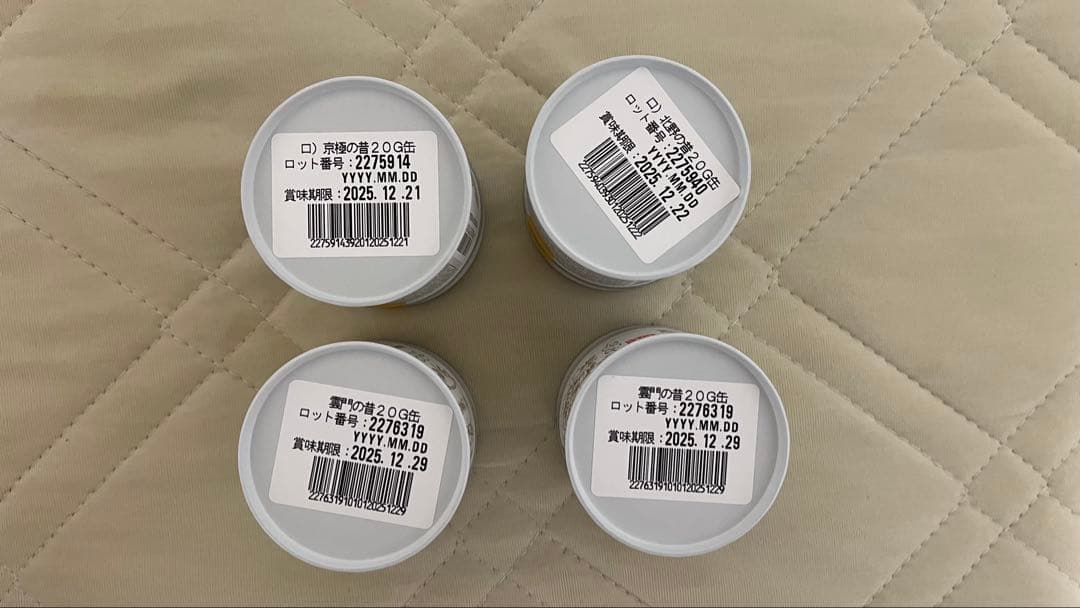 ロ) 京極の昔20G缶
ロット番号:2275914
YYYY.MM.DD
賞味期限:2025.12.21
2275914392012025​1221
ロ) 北野の昔20G缶
ロット番号:2275940
YYYY.MM.DD
賞味期限:2025.12.22
2275943930120251222
雲門の昔20G缶
ロット番号:2276319
YYYY.MM.DD
賞味期限:2025.12.29
2276319101012025​1229
雲門の昔20G缶
ロット番号:2276319
YYYY.MM.DD
賞味期限:2025.12.29
2276319101012025​1229